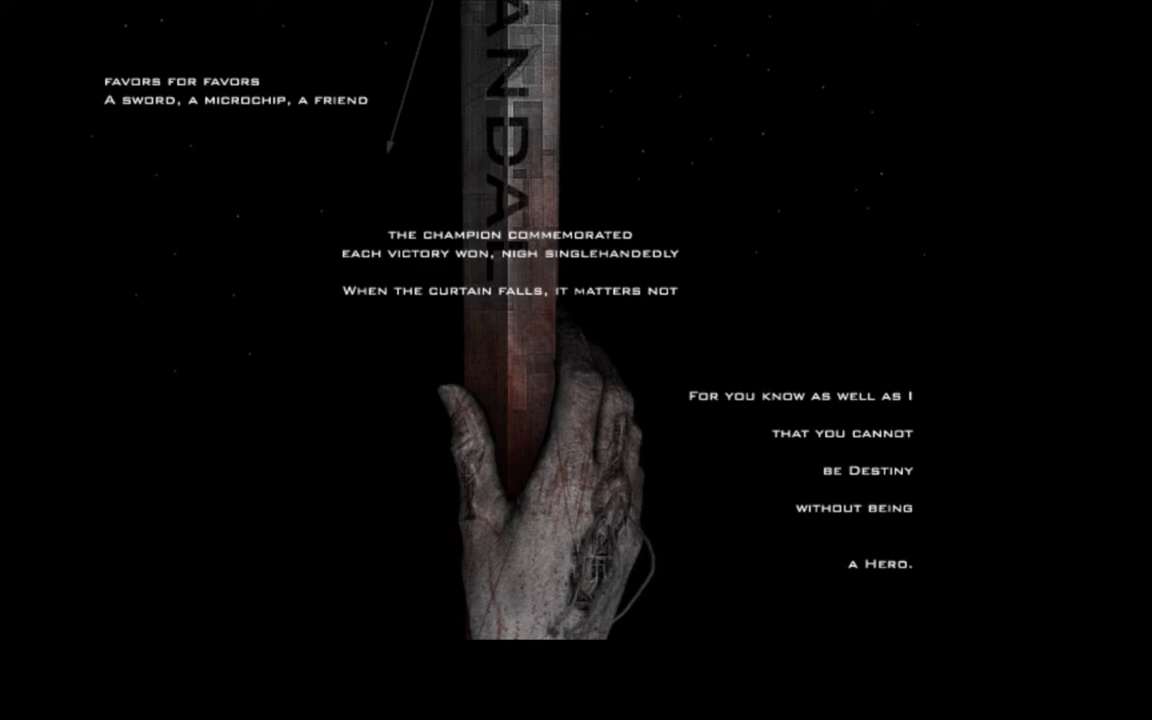 ANDAL
FAVORS FOR FAVORS
A SWORD, A MICROCHIP, A FRIEND
THE CHAMPION COMMEMORATED
EACH VICTORY WON, NIGH SINGLEHANDEDLY
WHEN THE CURTAIN FALLS, IT MATTERS NOT
FOR YOU KNOW AS WELL AS I
THAT YOU CANNOT
BE DESTINY
WITHOUT BEING
A HERO.